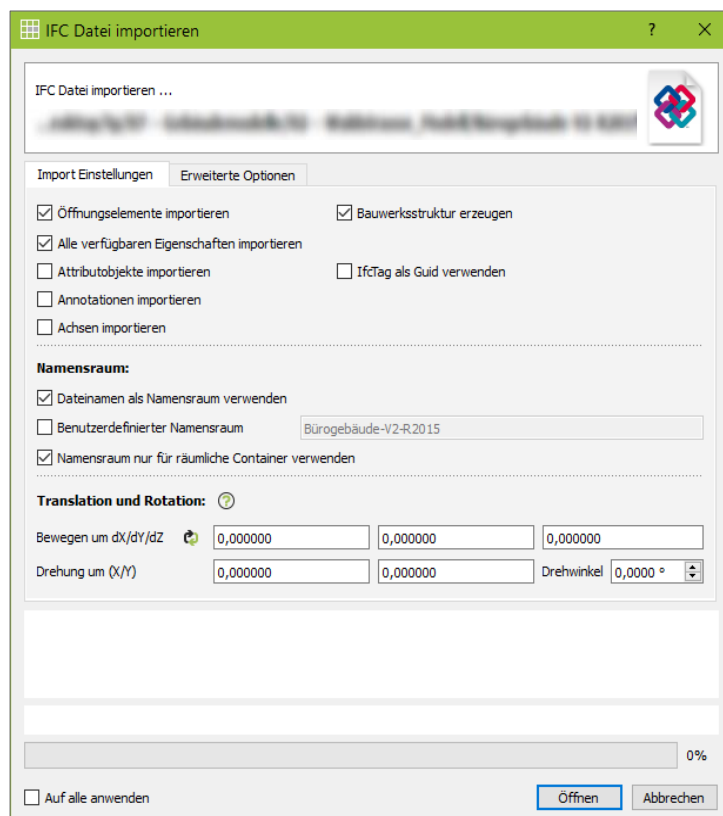 IFC Datei importieren ? ×
IFC Datei importieren ...
Import Einstellungen Erweiterte Optionen
Öffnungselemente importieren Bauwerksstruktur erzeugen
Alle verfügbaren Eigenschaften importieren
Attributobjekte importieren IfcTag als Guid verwenden
Annotationen importieren
Achsen importieren
Namensraum:
Dateinamen als Namensraum verwenden
Benutzerdefinierter Namensraum Bürogebäude-V2-R2015
Namensraum nur für räumliche Container verwenden
Translation und Rotation: ?
Bewegen um dX/dY/dZ 0,000000 0,000000 0,000000
Drehung um (X/Y) 0,000000 0,000000 Drehwinkel 0,0000 °
0%
Auf alle anwenden Öffnen Abbrechen